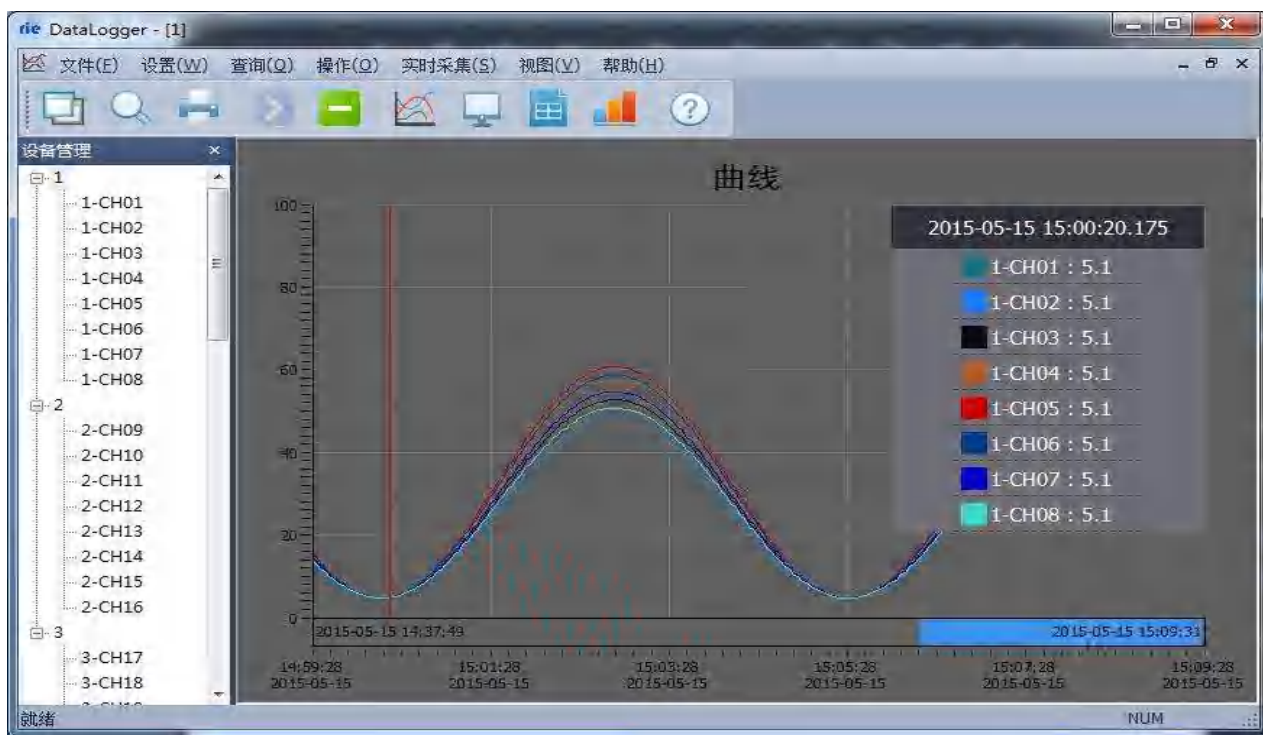 rie DataLogger - [1]
文件(F) 设置(W) 查询(Q) 操作(O) 实时采集(S) 视图(V) 帮助(H)
设备管理
1
1-CH01
1-CH02
1-CH03
1-CH04
1-CH05
1-CH06
1-CH07
1-CH08
2
2-CH09
2-CH10
2-CH11
2-CH12
2-CH13
2-CH14
2-CH15
2-CH16
3
3-CH17
3-CH18
曲线
100
80
60
40
20
0
2015-05-15 15:00:20.175
1-CH01 : 5.1
1-CH02 : 5.1
1-CH03 : 5.1
1-CH04 : 5.1
1-CH05 : 5.1
1-CH06 : 5.1
1-CH07 : 5.1
1-CH08 : 5.1
2015-05-15 14:37:49
2015-05-15 15:09:31
14:59:28 15:01:28 15:03:28 15:05:28 15:07:28 15:09:28
2015-05-15 2015-05-15 2015-05-15 2015-05-15 2015-05-15 2015-05-15
就绪 NUM